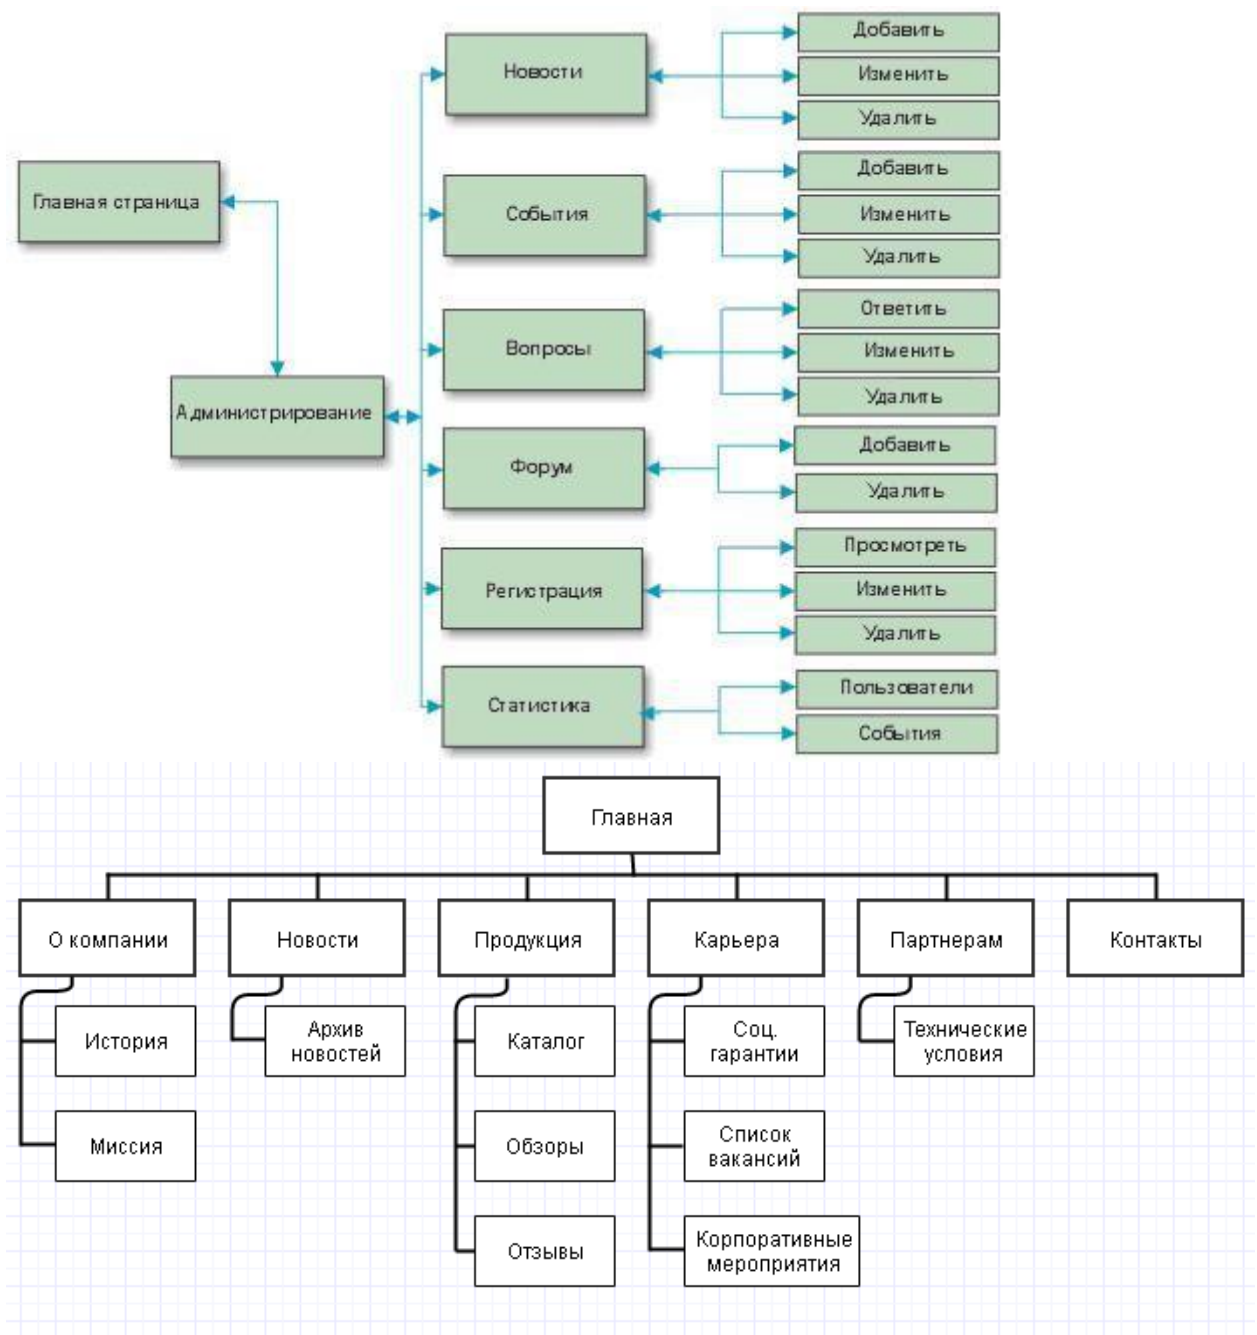 Главная страница
Администрирование
Новости
Добавить
Изменить
Удалить
События
Добавить
Изменить
Удалить
Вопросы
Ответить
Изменить
Удалить
Форум
Добавить
Удалить
Регистрация
Просмотреть
Изменить
Удалить
Статистика
Пользователи
События
Главная
О компании
Новости
Продукция
Карьера
Партнерам
Контакты
История
Миссия
Архив
новостей
Каталог
Обзоры
Отзывы
Соц.
гарантии
Список
вакансий
Корпоративные
мероприятия
Технические
условия